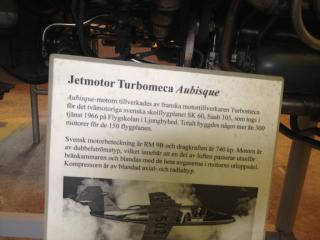 Jetmotor Turbomeca Aubisque
Aubisque-motorn tillverkades av franska motortillverkaren Turbomeca
för det tvåmotoriga svenska skolflygplanet SK 60, Saab 105, som togs i
tjänst 1966 på Flygskolan i Ljungbyhed. Totalt byggdes något mer än 300
motorer för de 150 flygplanen.
Svensk motorbeteckning är RM 9B och dragkraften är 740 kp. Motorn är
av dubbelströmstyp, vilket innebär att en del av luften passerar utanför
brännkammaren och blandas med de heta avgaserna i motorns utloppsdel.
Kompressorn är av blandad axial- och radialtyp.